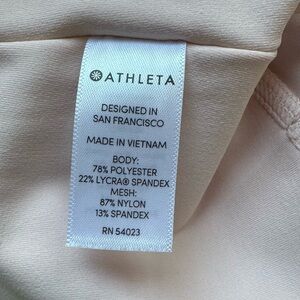 ATHLETA
DESIGNED IN
SAN FRANCISCO
MADE IN VIETNAM
BODY:
78% POLYESTER
22% LYCRA® SPANDEX
MESH:
87% NYLON
13% SPANDEX
RN 54023